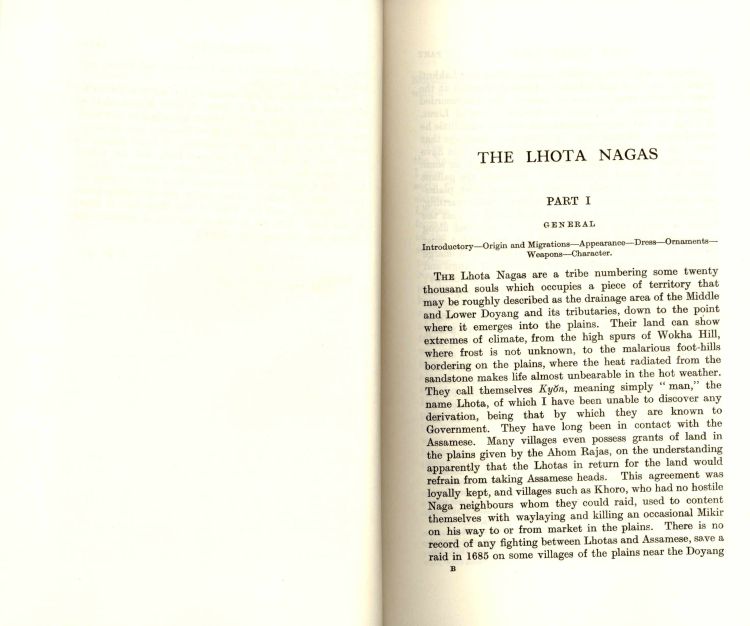 THE LHOTA NAGAS
PART I
GENERAL
Introductory—Origin and Migrations—Appearance—Dress—Ornaments—
Weapons—Character.
THE Lhota Nagas are a tribe numbering some twenty
thousand souls which occupies a piece of territory that
may be roughly described as the drainage area of the Middle
and Lower Doyang and its tributaries, down to the point
where it emerges into the plains. Their land can show
extremes of climate, from the high spurs of Wokha Hill,
where frost is not unknown, to the malarious foot-hills
bordering on the plains, where the heat radiated from the
sandstone makes life almost unbearable in the hot weather.
They call themselves Kyŏn, meaning simply “ man,” the
name Lhota, of which I have been unable to discover any
derivation, being that by which they are known to
Government. They have long been in contact with the
Assamese. Many villages even possess grants of land in
the plains given by the Ahom Rajas, on the understanding
apparently that the Lhotas in return for the land would
refrain from taking Assamese heads. This agreement was
loyally kept, and villages such as Khoro, who had no hostile
Naga neighbours whom they could raid, used to content
themselves with waylaying and killing an occasional Mikir
on his way to or from market in the plains. There is no
record of any fighting between Lhotas and Assamese, save a
raid in 1685 on some villages of the plains near the Doyang
B